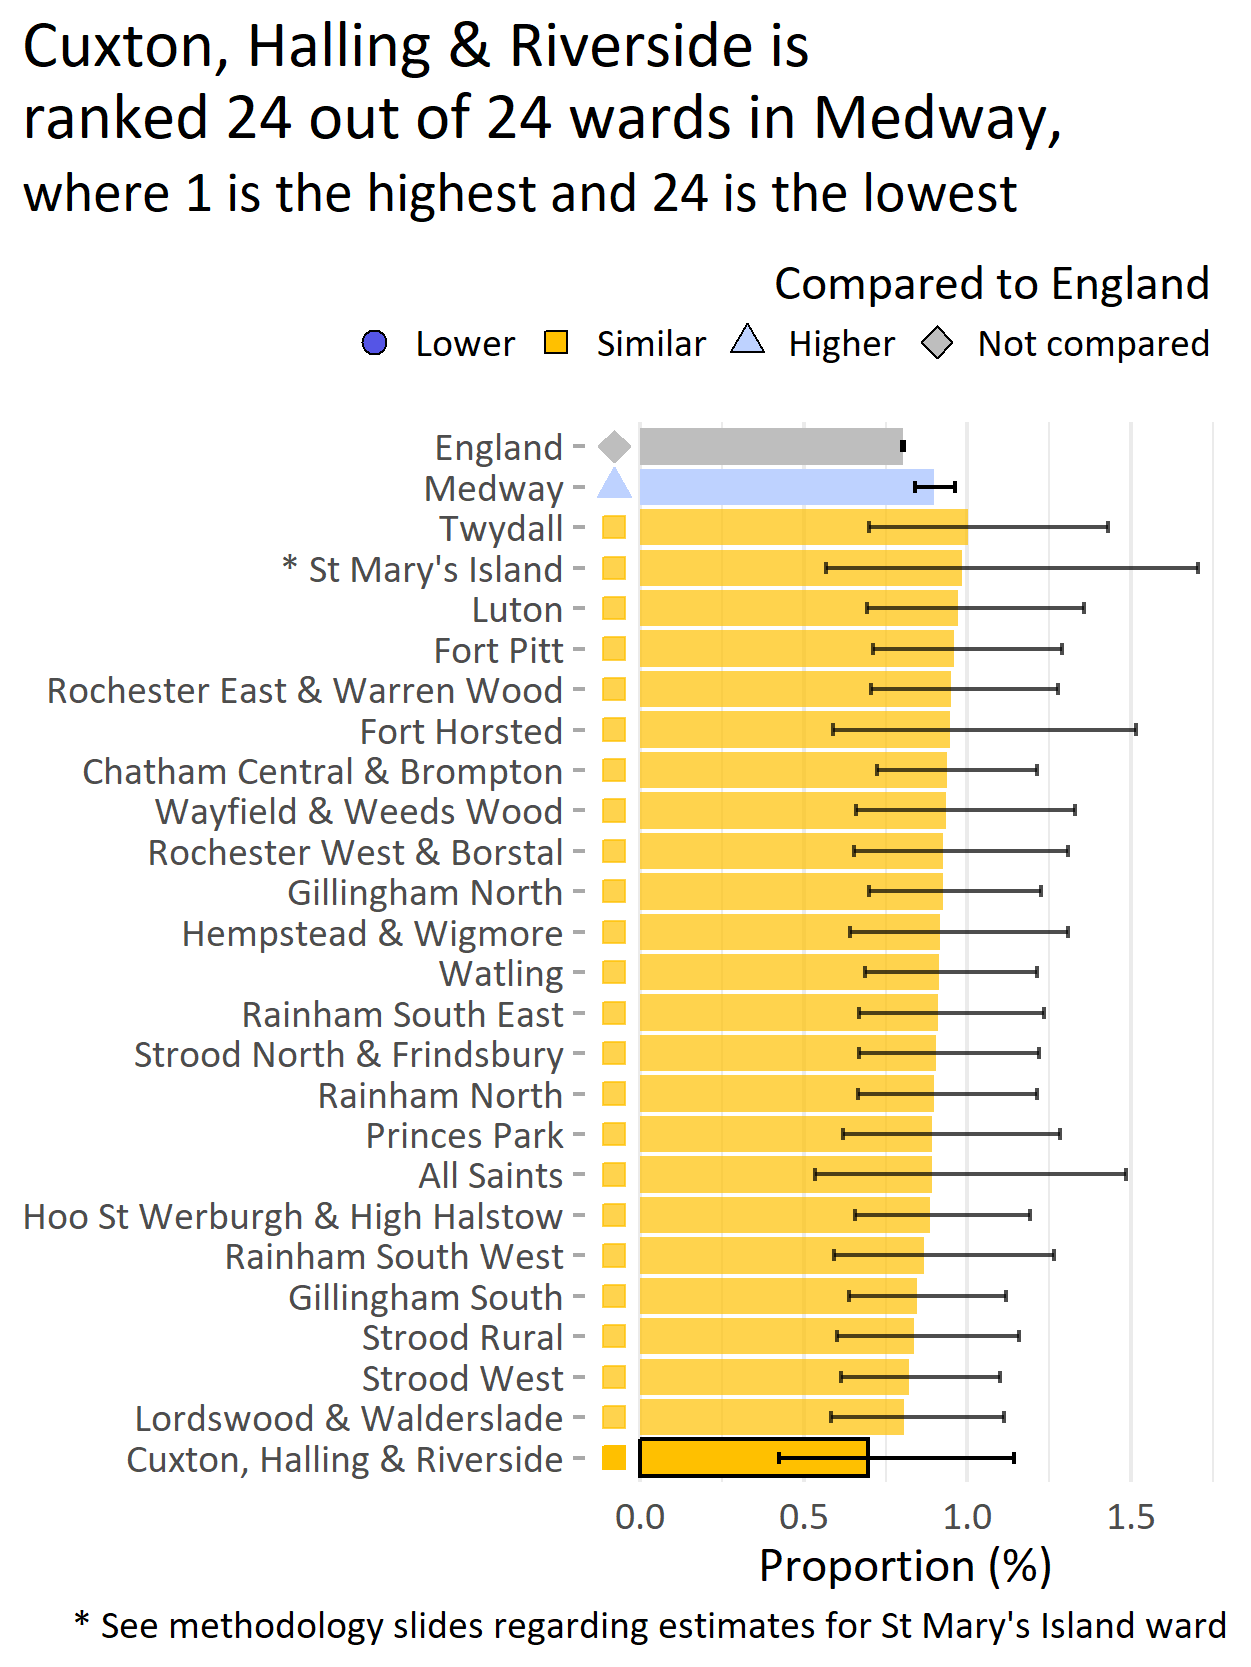 Cuxton, Halling & Riverside is
ranked 24 out of 24 wards in Medway,
where 1 is the highest and 24 is the lowest
Compared to England
Lower Similar Higher Not compared
England
Medway
Twydall
* St Mary's Island
Luton
Fort Pitt
Rochester East & Warren Wood
Fort Horsted
Chatham Central & Brompton
Wayfield & Weeds Wood
Rochester West & Borstal
Gillingham North
Hempstead & Wigmore
Watling
Rainham South East
Strood North & Frindsbury
Rainham North
Princes Park
All Saints
Hoo St Werburgh & High Halstow
Rainham South West
Gillingham South
Strood Rural
Strood West
Lordswood & Walderslade
Cuxton, Halling & Riverside
0.0 0.5 1.0 1.5
Proportion (%)
* See methodology slides regarding estimates for St Mary's Island ward